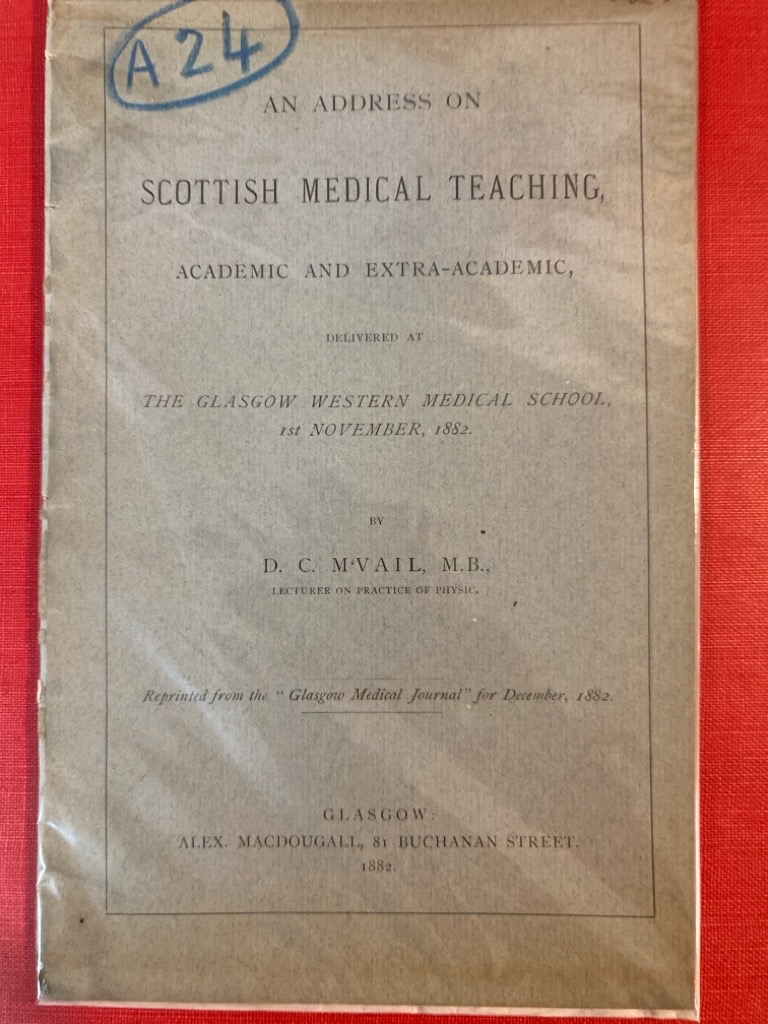 A 24
AN ADDRESS ON
SCOTTISH MEDICAL TEACHING,
ACADEMIC AND EXTRA-ACADEMIC,
DELIVERED AT
THE GLASGOW WESTERN MEDICAL SCHOOL,
1st NOVEMBER, 1882.
BY
D. C. M‘VAIL, M.B.,
LECTURER ON PRACTICE OF PHYSIC.
Reprinted from the "Glasgow Medical Journal" for December, 1882.
GLASGOW:
ALEX. MACDOUGALL, 81 BUCHANAN STREET.
1882.